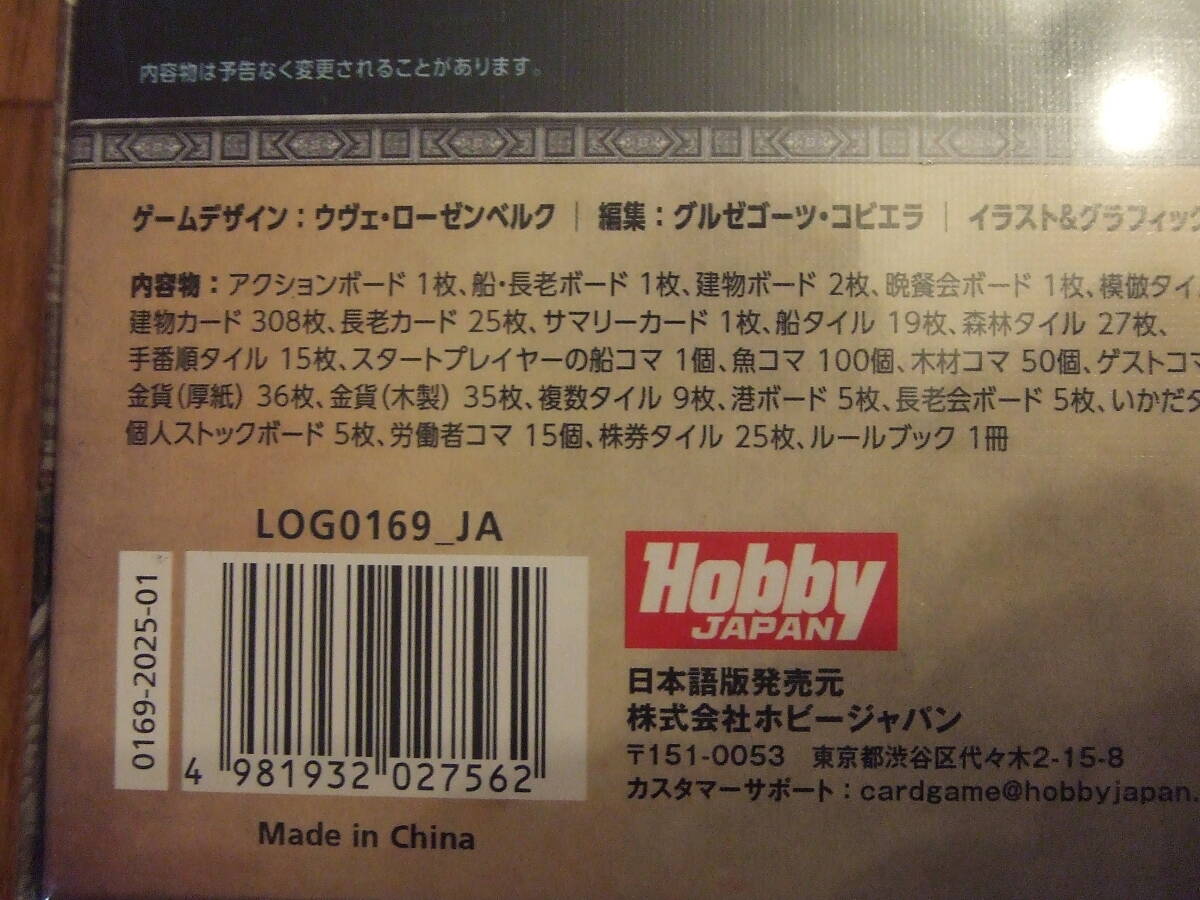 内容物は予告なく変更されることがあります。
ゲームデザイン：ウヴェ・ローゼンベルク｜編集：グルゼゴーツ・コビエラ｜イラスト&グラフィック
内容物：アクションボード 1枚、船・長老ボード 1枚、建物ボード 2枚、晩餐会ボード 1枚、模倣タイ
建物カード 308枚、長老カード 25枚、サマリーカード 1枚、船タイル 19枚、森林タイル 27枚、
手番順タイル 15枚、スタートプレイヤーの船コマ 1個、魚コマ 100個、木材コマ 50個、ゲストコマ
金貨（厚紙） 36枚、金貨（木製） 35枚、複数タイル 9枚、港ボード 5枚、長老会ボード 5枚、いかだタ
個人ストックボード 5枚、労働者コマ 15個、株券タイル 25枚、ルールブック 1冊
LOG0169_JA
0169-2025-01
4 981932 027562
Made in China
Hobby
JAPAN
日本語版発売元
株式会社ホビージャパン
〒151-0053 東京都渋谷区代々木2-15-8
カスタマーサポート：cardgame@hobbyjapan.